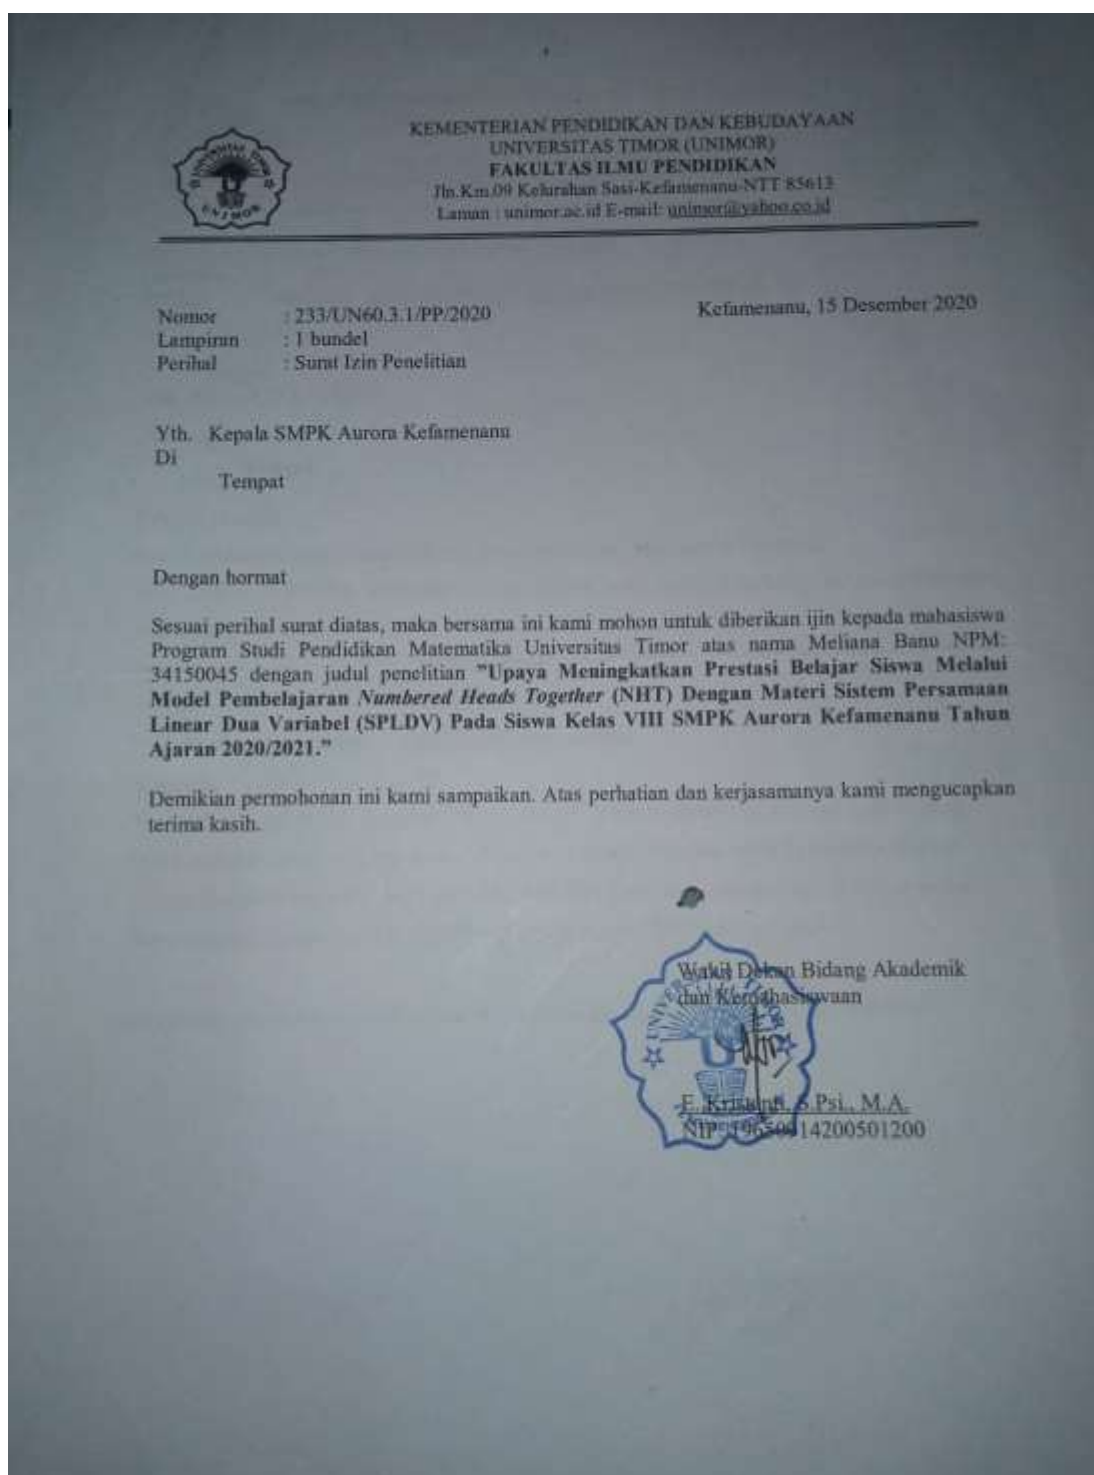 KEMENTERIAN PENDIDIKAN DAN KEBUDAYAAN
UNIVERSITAS TIMOR (UNIMOR)
FAKULTAS ILMU PENDIDIKAN
Jln.Km.09 Kelurahan Sasi-Kefamenanu-NTT 85613
Laman : unimor.ac.id E-mail: unimor@yahoo.co.id
UNIVERSITAS TIMOR
UNIMOR
Nomor : 233/UN60.3.1/PP/2020 Kefamenanu, 15 Desember 2020
Lampiran : 1 bundel
Perihal : Surat Izin Penelitian
Yth. Kepala SMPK Aurora Kefamenanu
Di
Tempat
Dengan hormat
Sesuai perihal surat diatas, maka bersama ini kami mohon untuk diberikan ijin kepada mahasiswa
Program Studi Pendidikan Matematika Universitas Timor atas nama Meliana Banu NPM:
34150045 dengan judul penelitian "Upaya Meningkatkan Prestasi Belajar Siswa Melalui
Model Pembelajaran Numbered Heads Together (NHT) Dengan Materi Sistem Persamaan
Linear Dua Variabel (SPLDV) Pada Siswa Kelas VIII SMPK Aurora Kefamenanu Tahun
Ajaran 2020/2021.”
Demikian permohonan ini kami sampaikan. Atas perhatian dan kerjasamanya kami mengucapkan
terima kasih.
Wakil Dekan Bidang Akademik
dan Kemahasiswaan
UNIVERSITAS TIMOR
E. S.Psi., M.A.
NIP.